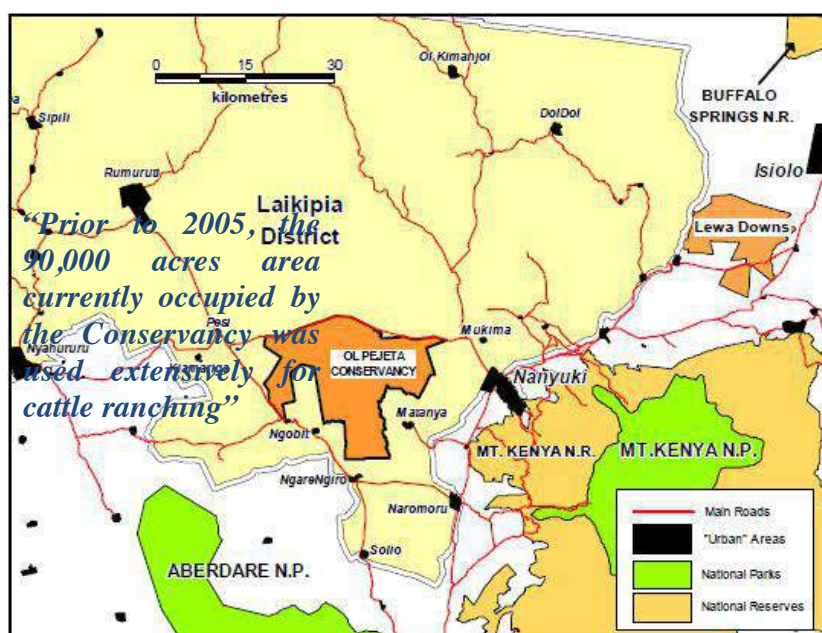 0 15 30
kilometres
Ol Kimanjoi
BUFFALO
SPRINGS N.R.
Sipili
DolDol
Isiolo
Rumuruti
Laikipia
District
Lewa Downs
“Prior to 2005, the
90,000 acres area
currently occupied by
the Conservancy was
used extensively for
cattle ranching”
Pesi
Mukima
Nyahururu
OL PEJETA
CONSERVANCY
Nanyuki
Matanya
Ngobit
MT. KENYA N.R.
MT.KENYA N.P.
NgareNgiro
Naromoru
Solio
ABERDARE N.P.
Main Roads
"Urban" Areas
National Parks
National Reserves